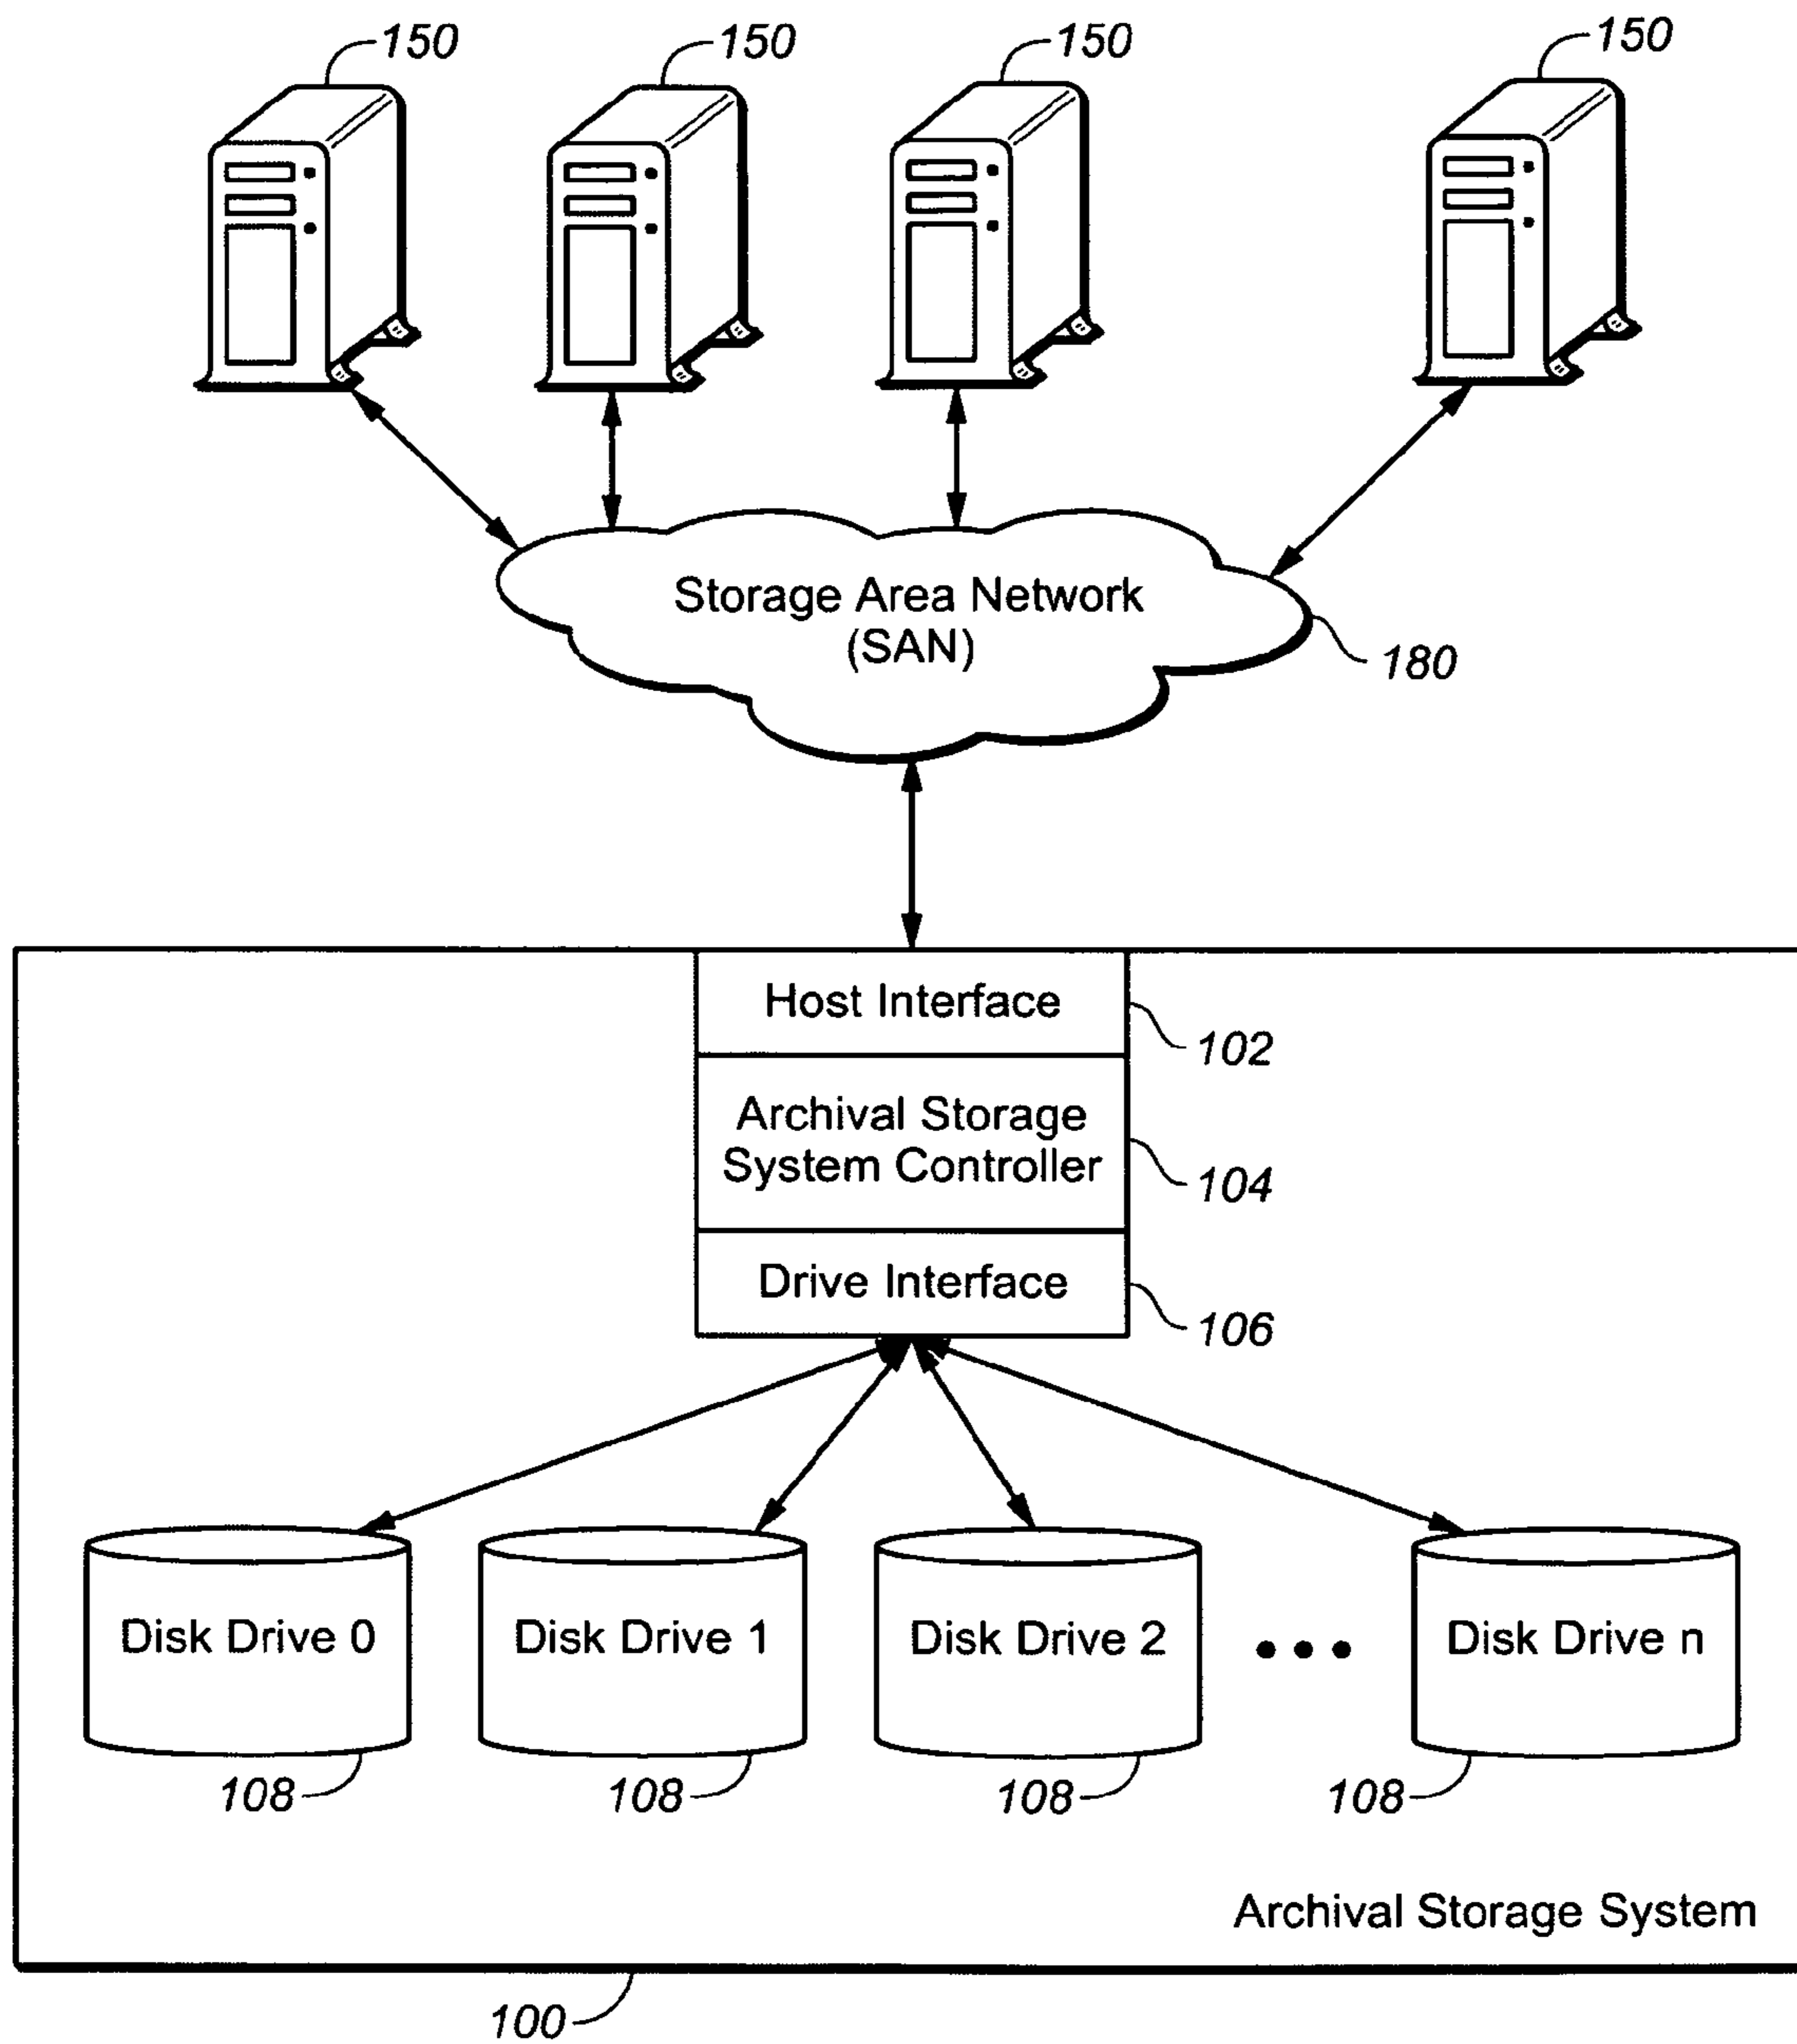 150
150
150
150
Storage Area Network
(SAN)
180
Host Interface
102
Archival Storage
System Controller
104
Drive Interface
106
Disk Drive 0
Disk Drive 1
Disk Drive 2
Disk Drive n
108
108
108
108
Archival Storage System
100